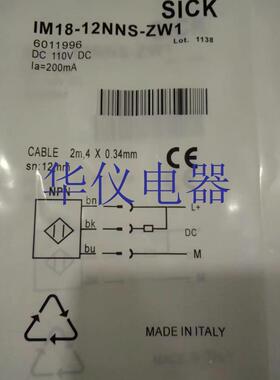 SICK
IM18-12NNS-ZW1
6011996
Lot. 1138
DC 110V DC
Ia=200mA
CABLE 2m,4 X 0.34mm
sn:12mm
CE
华仪电器
NPN
bn
L+
bk
DC
bu
M
MADE IN ITALY